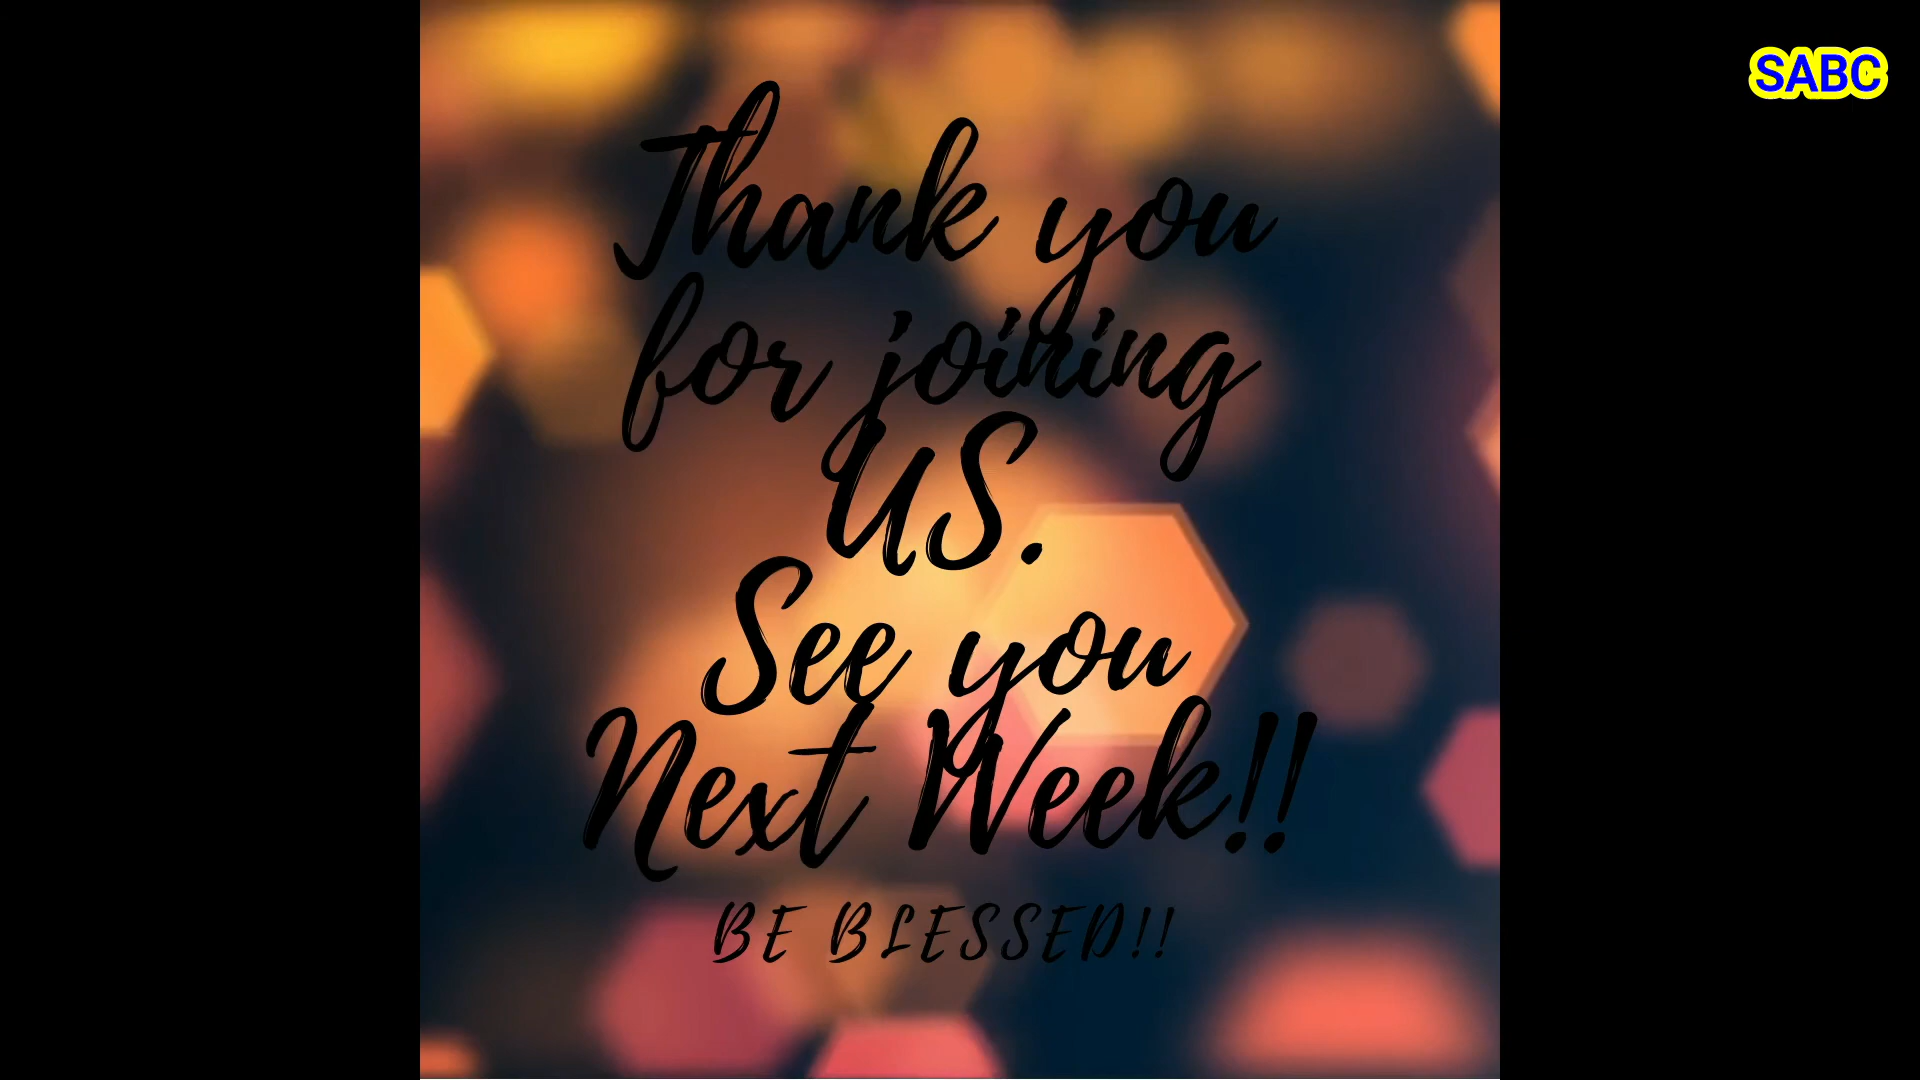 SABC
Thank you
for joining
US.
See you
Next Week!!
BE BLESSED!!